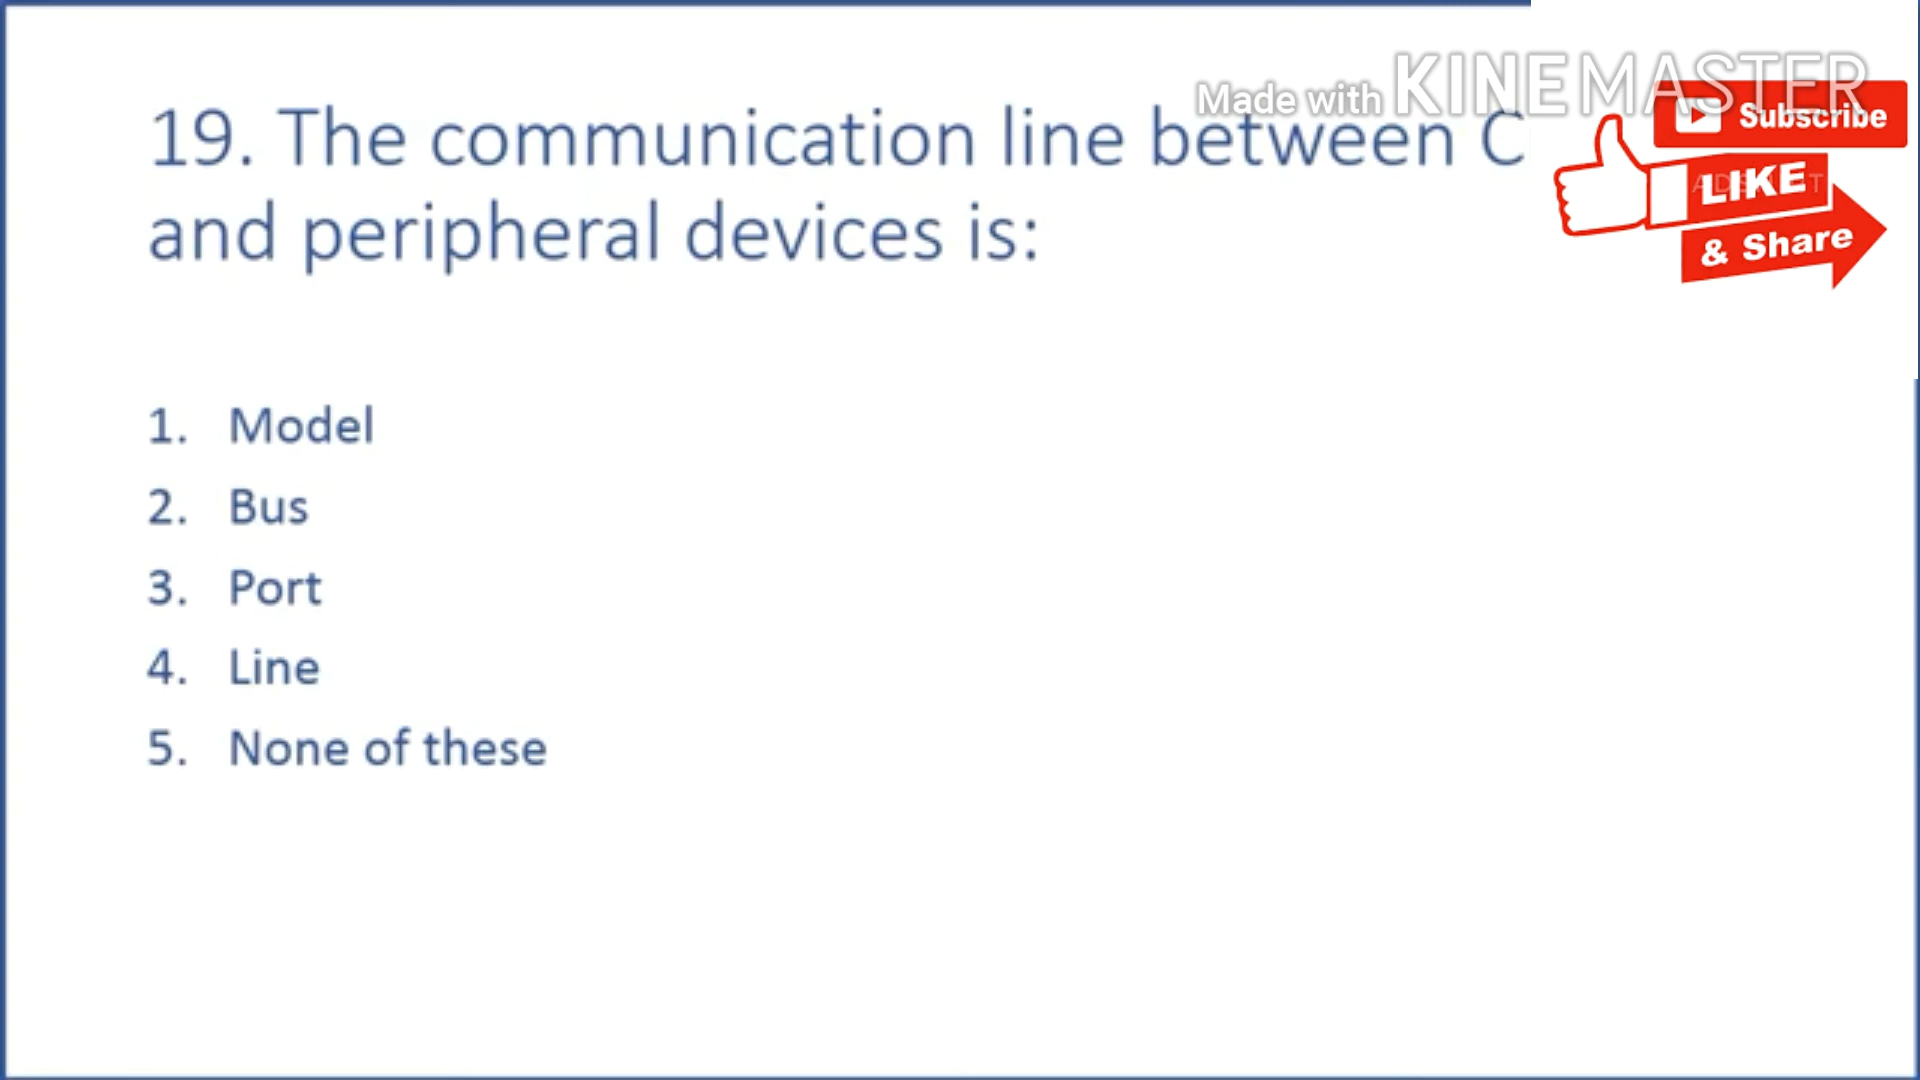 Made with KINEMASTER
Subscribe
19. The communication line between C
LIKE
and peripheral devices is:
& Share
1. Model
2. Bus
3. Port
4. Line
5. None of these